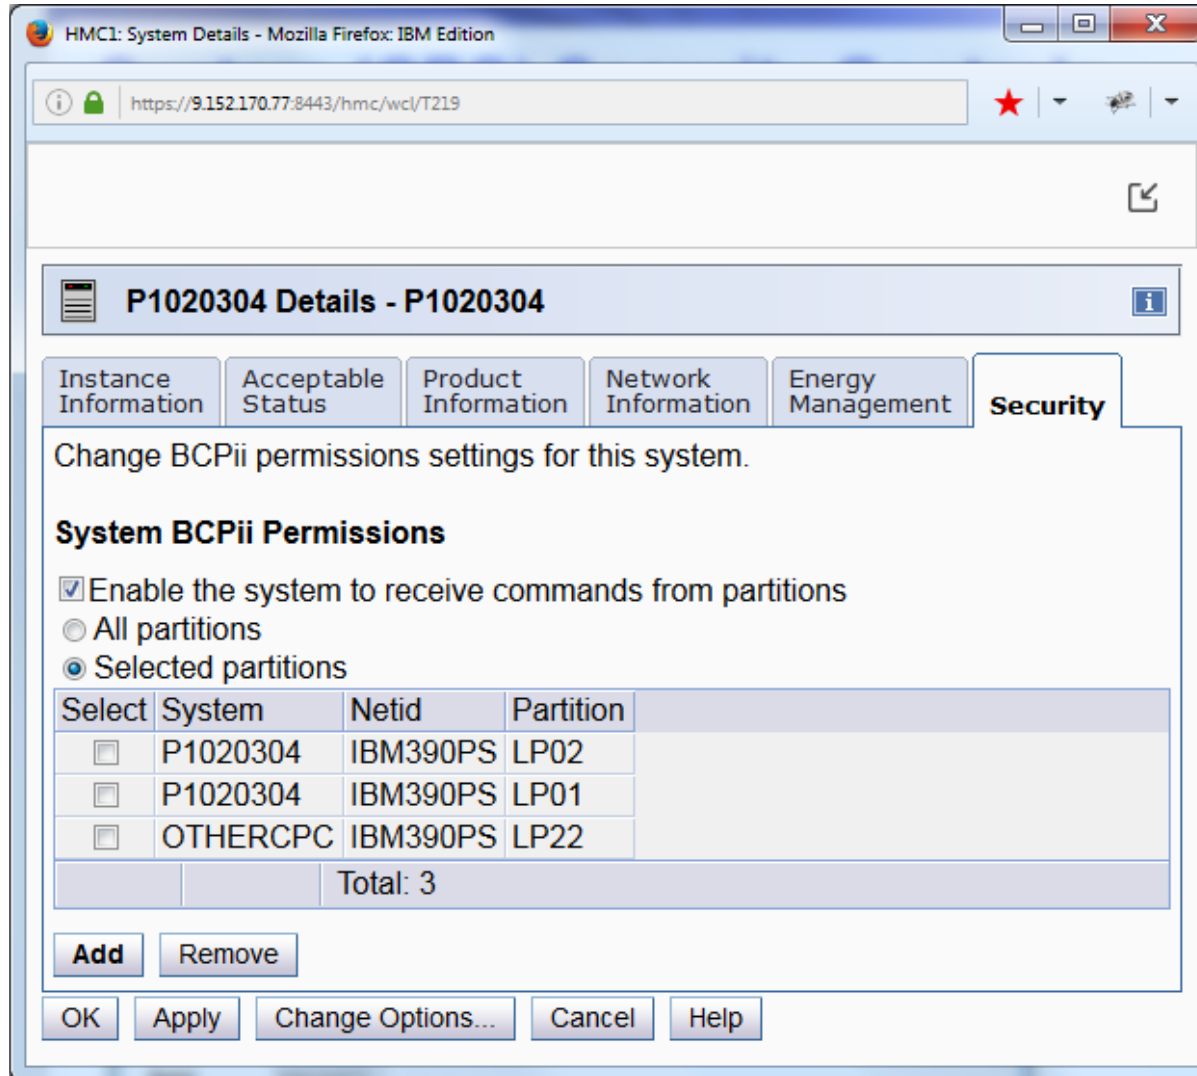 HMC1: System Details - Mozilla Firefox: IBM Edition
https://9.152.170.77:8443/hmc/wcl/T219
P1020304 Details - P1020304
Instance Information Acceptable Status Product Information Network Information Energy Management Security
Change BCPii permissions settings for this system.
System BCPii Permissions
Enable the system to receive commands from partitions
All partitions
Selected partitions
Select System Netid Partition
P1020304 IBM390PS LP02
P1020304 IBM390PS LP01
OTHERCPC IBM390PS LP22
Total: 3
Add Remove
OK Apply Change Options... Cancel Help